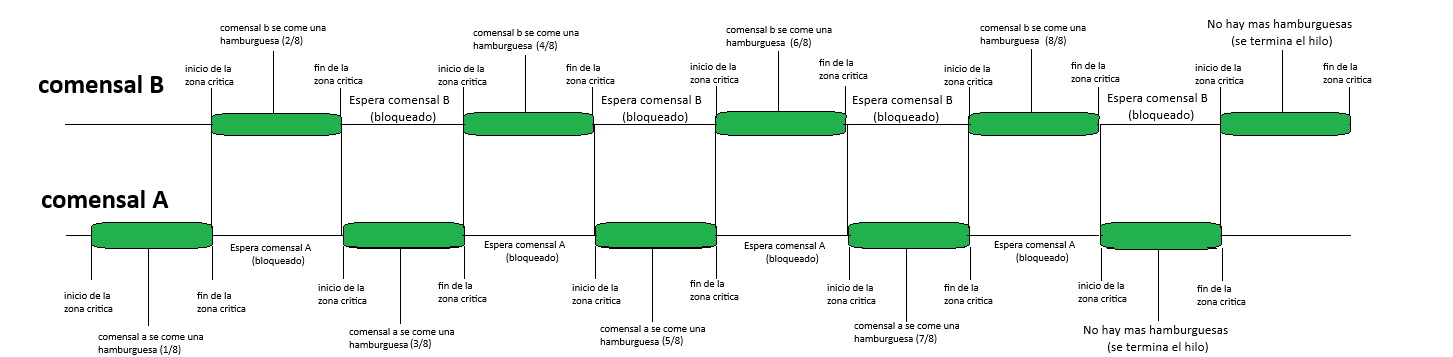 comensal b se come una
hamburguesa (2/8)
comensal b se come una
hamburguesa (4/8)
comensal b se come una
hamburguesa (6/8)
comensal b se come una
hamburguesa (8/8)
No hay mas hamburguesas
(se termina el hilo)
comensal B
inicio de la
zona critica
fin de la
zona critica
inicio de la
zona critica
fin de la
zona critica
inicio de la
zona critica
fin de la
zona critica
inicio de la
zona critica
fin de la
zona critica
inicio de la
zona critica
fin de la
zona critica
Espera comensal B
(bloqueado)
Espera comensal B
(bloqueado)
Espera comensal B
(bloqueado)
Espera comensal B
(bloqueado)
comensal A
Espera comensal A
(bloqueado)
Espera comensal A
(bloqueado)
Espera comensal A
(bloqueado)
Espera comensal A
(bloqueado)
inicio de la
zona critica
fin de la
zona critica
inicio de la
zona critica
fin de la
zona critica
inicio de la
zona critica
fin de la
zona critica
inicio de la
zona critica
fin de la
zona critica
inicio de la
zona critica
fin de la
zona critica
comensal a se come una
hamburguesa (1/8)
comensal a se come una
hamburguesa (3/8)
comensal a se come una
hamburguesa (5/8)
comensal a se come una
hamburguesa (7/8)
No hay mas hamburguesas
(se termina el hilo)